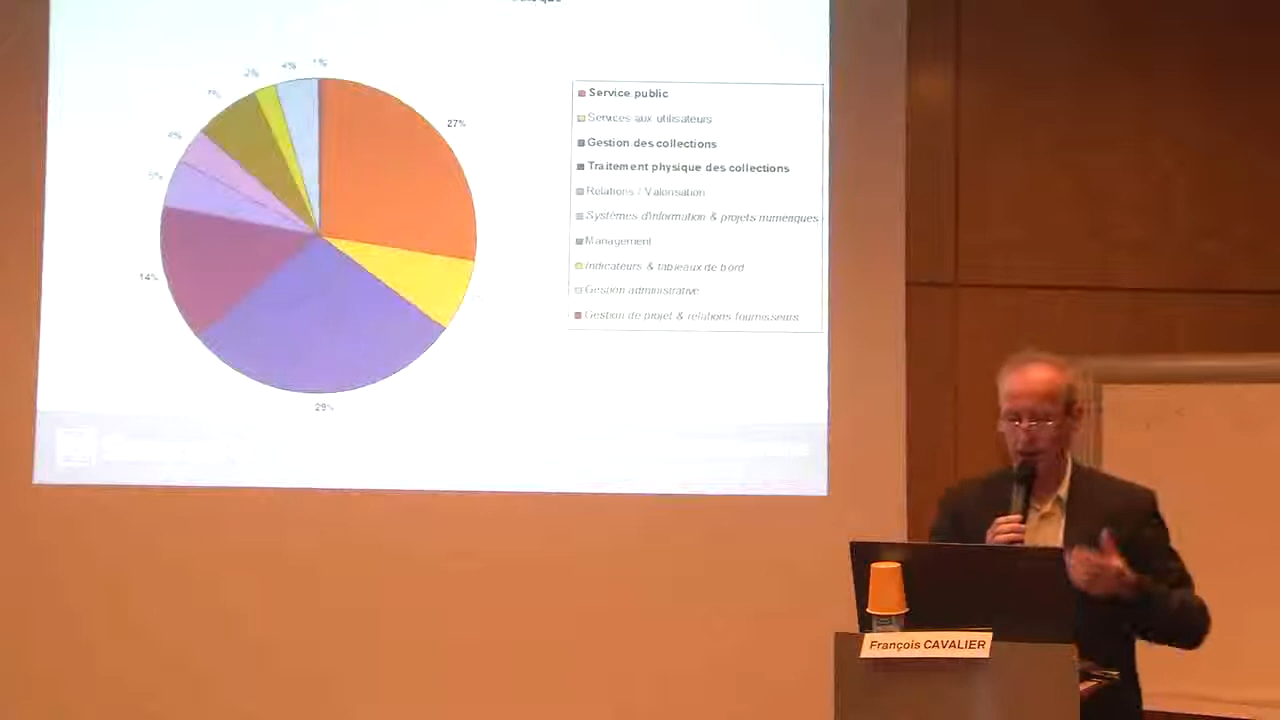 4%
1%
2%
7%
27%
4%
5%
14%
29%
Service public
Services aux utilisateurs
Gestion des collections
Traitement physique des collections
Relations / Valorisation
Systèmes d'information & projets numériques
Management
Indicateurs & tableaux de bord
Gestion administrative
Gestion de projet & relations fournisseurs
François CAVALIER